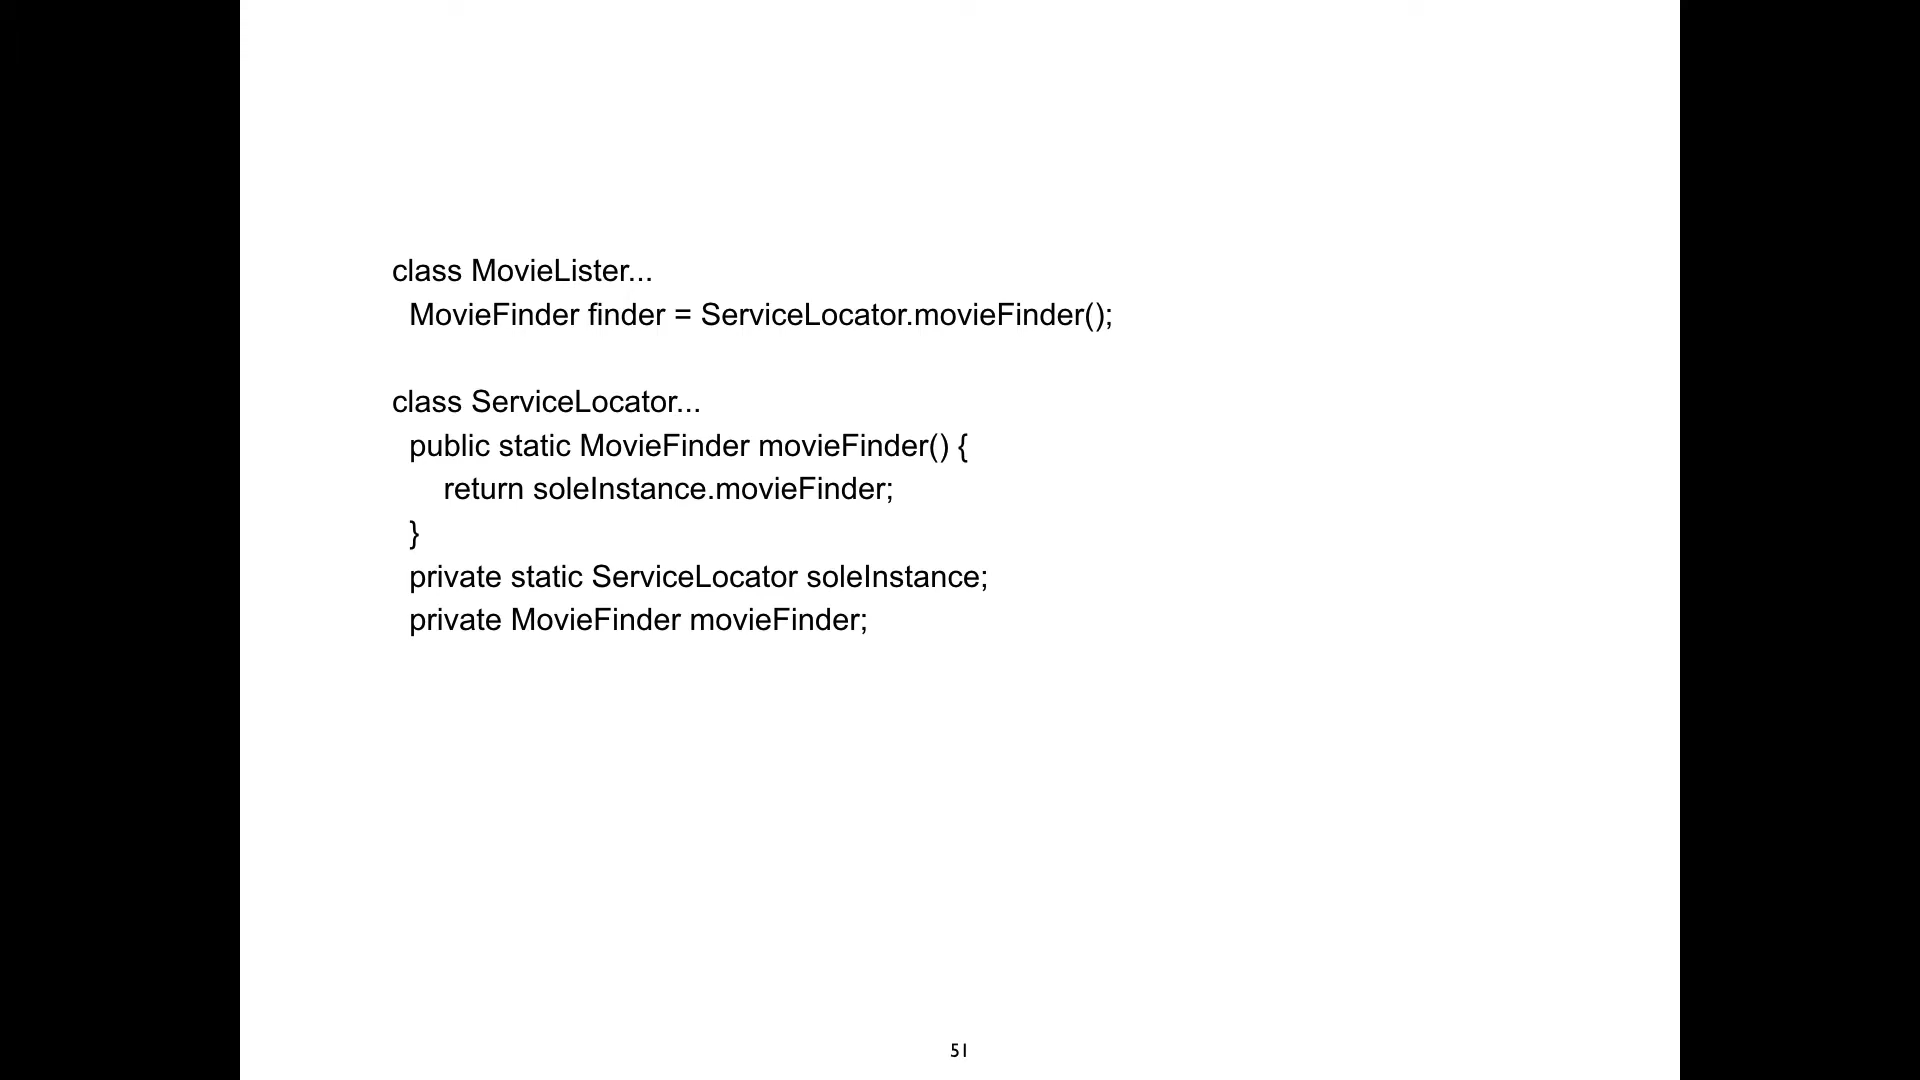 class MovieLister...
MovieFinder finder = ServiceLocator.movieFinder();
class ServiceLocator...
public static MovieFinder movieFinder() {
return soleInstance.movieFinder;
}
private static ServiceLocator soleInstance;
private MovieFinder movieFinder;
51